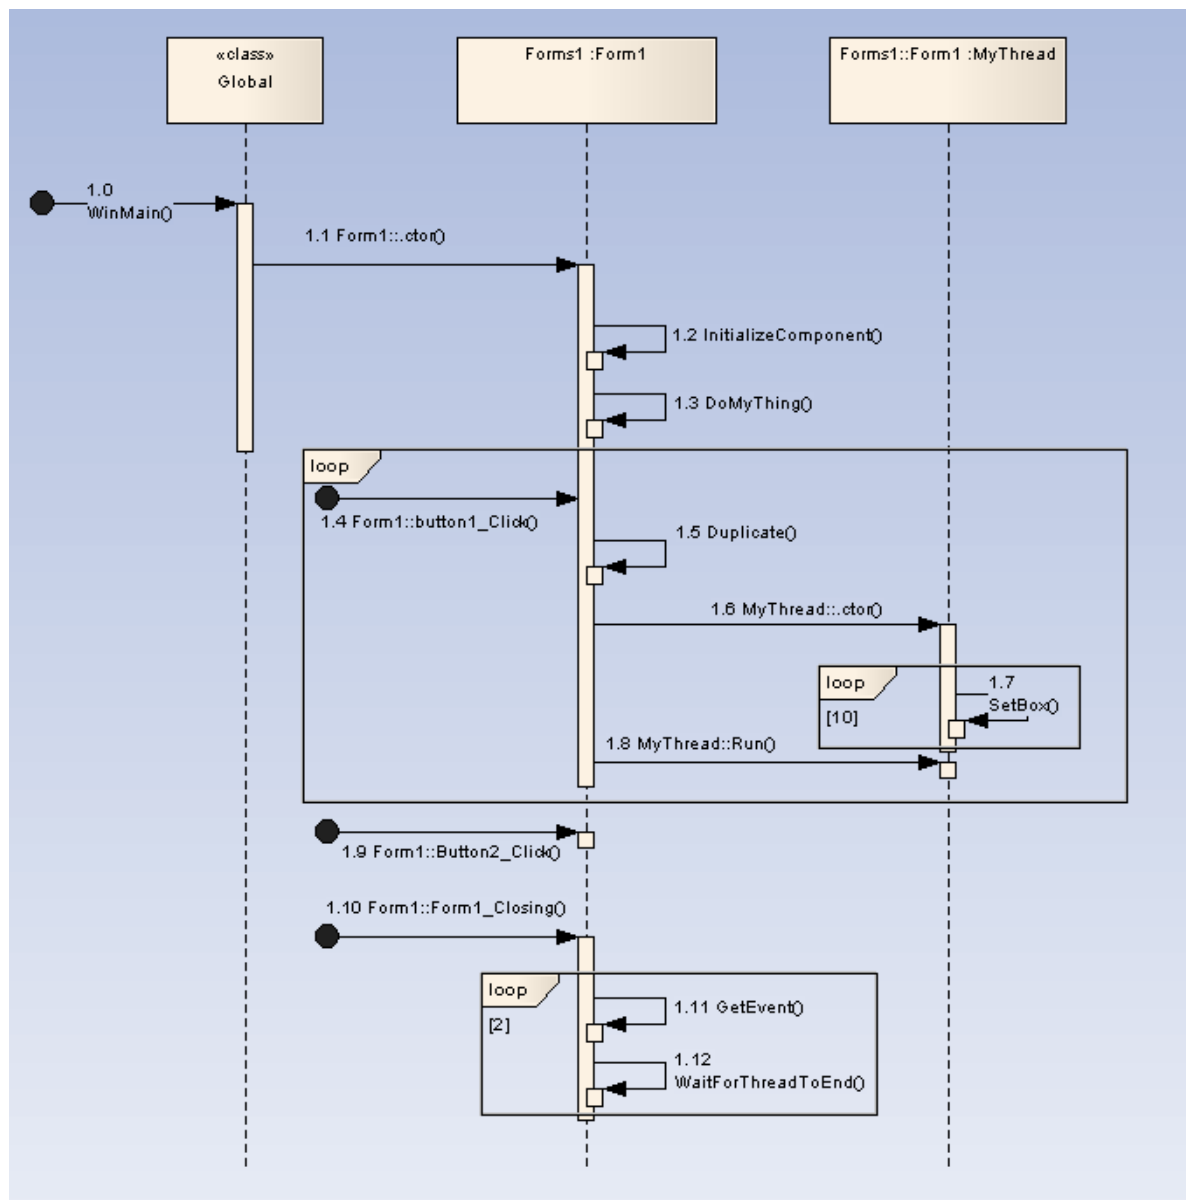 «class»
Global
Forms1 :Form1
Forms1::Form1 :MyThread
1.0
WinMain()
1.1 Form1::.ctor()
1.2 InitializeComponent()
1.3 DoMyThing()
loop
1.4 Form1::button1_Click()
1.5 Duplicate()
1.6 MyThread::.ctor()
loop
[10]
1.7
SetBox()
1.8 MyThread::Run()
1.9 Form1::Button2_Click()
1.10 Form1::Form1_Closing()
loop
[2]
1.11 GetEvent()
1.12
WaitForThreadToEnd()